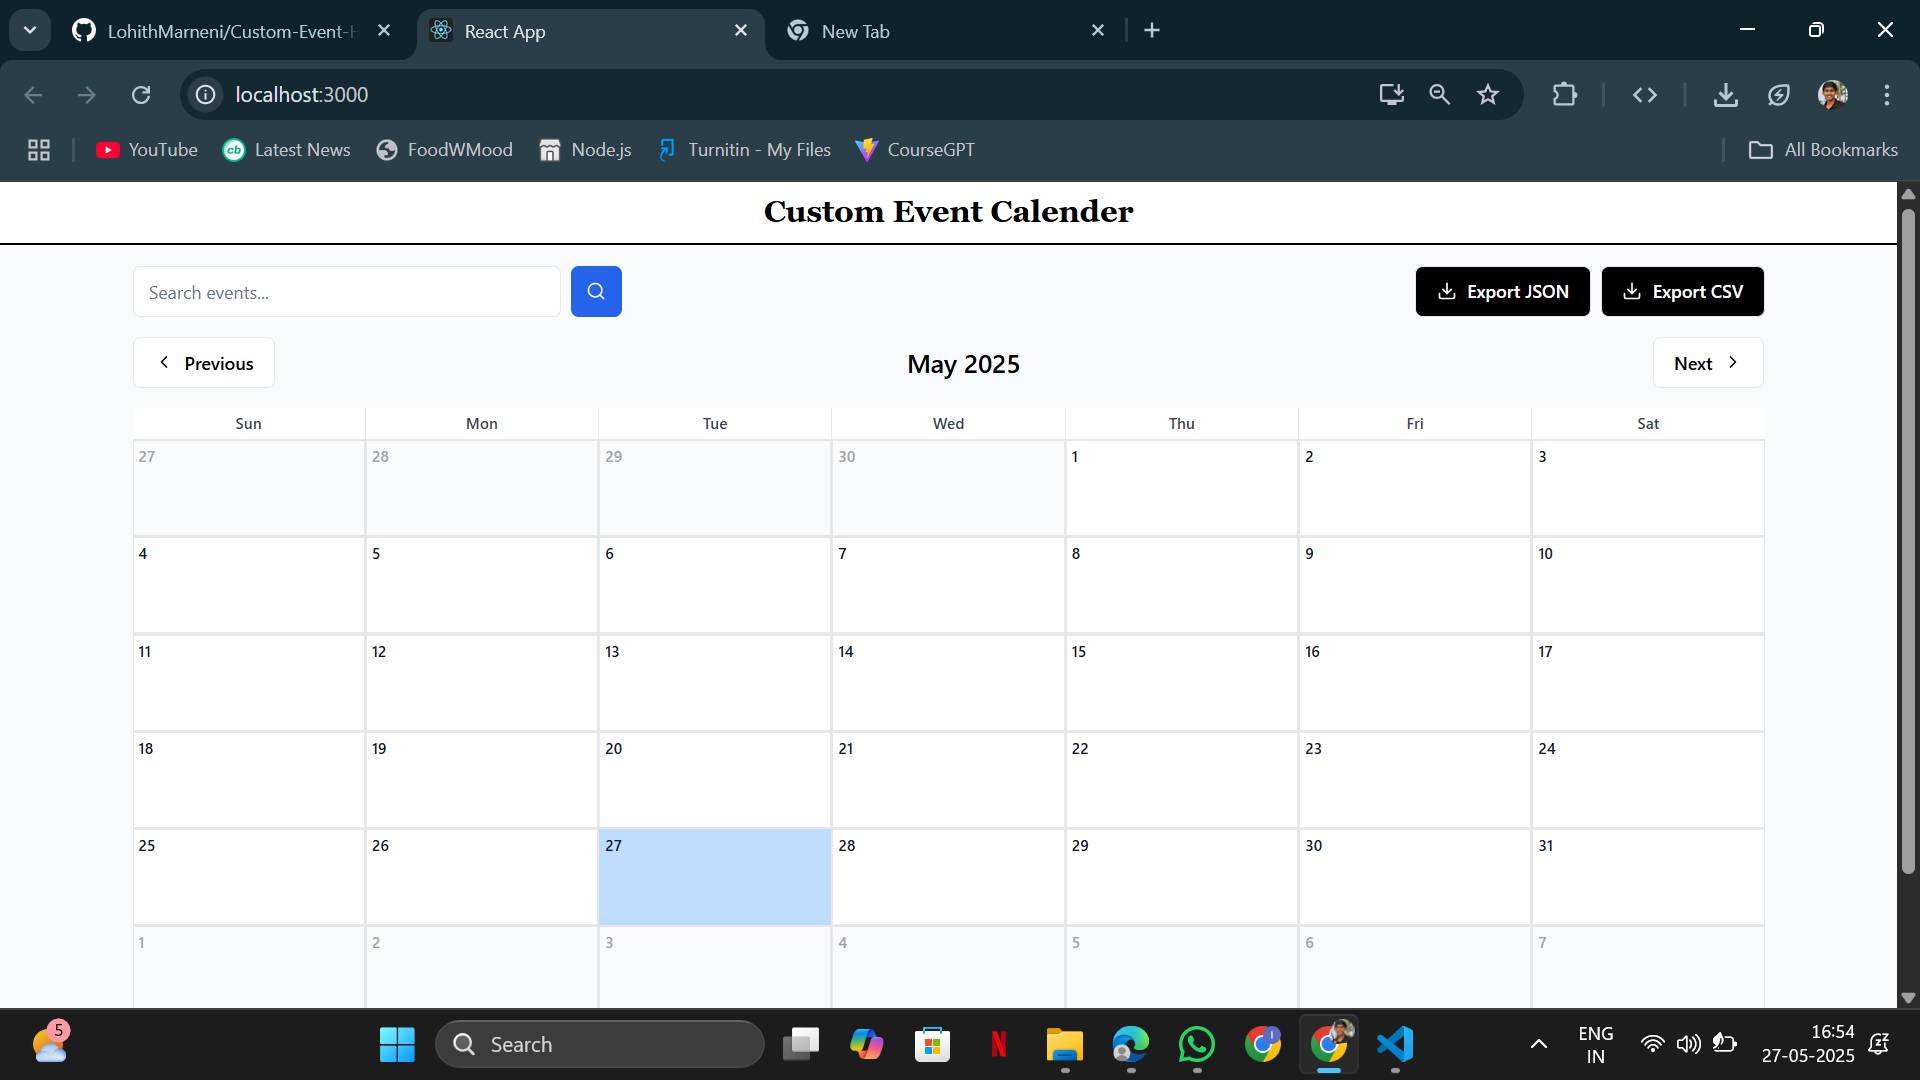 LohithMarneni/Custom-Event-
React App
New Tab
localhost:3000
YouTube
cb
Latest News
FoodWMood
Node.js
Turnitin - My Files
CourseGPT
All Bookmarks
Custom Event Calender
Search events...
Export JSON
Export CSV
Previous
May 2025
Next
Sun Mon Tue Wed Thu Fri Sat
27 28 29 30 1 2 3
4 5 6 7 8 9 10
11 12 13 14 15 16 17
18 19 20 21 22 23 24
25 26 27 28 29 30 31
1 2 3 4 5 6 7
5
Search
N
ENG
IN
16:54
27-05-2025